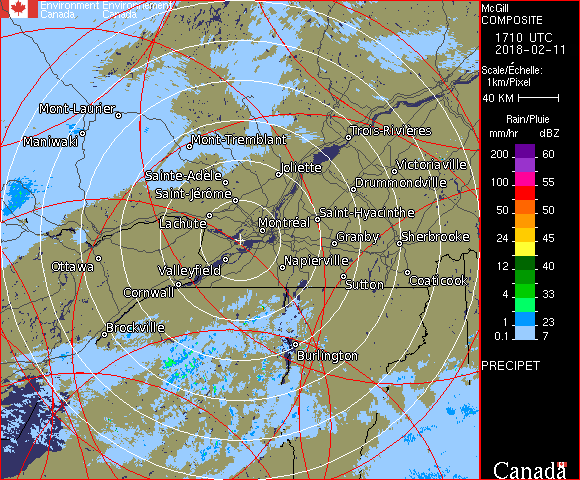 Environment Environnement
Canada Canada
McGill
COMPOSITE
1710 UTC
2018-02-11
Scale/Échelle:
1km/Pixel
40 KM
Rain/Pluie
mm/hr dBZ
200 60
100 55
50 50
24 45
12 40
4 33
1 23
0.1 7
PRECIPET
Canada
Mont-Laurier
Maniwaki
Mont-Tremblant
Trois-Rivières
Joliette
Victoriaville
Sainte-Adèle
Drummondville
Saint-Jérôme
Saint-Hyacinthe
Lachute
Montréal
Granby
Sherbrooke
Ottawa
Valleyfield
Napierville
Coaticook
Cornwall
Sutton
Brockville
Burlington